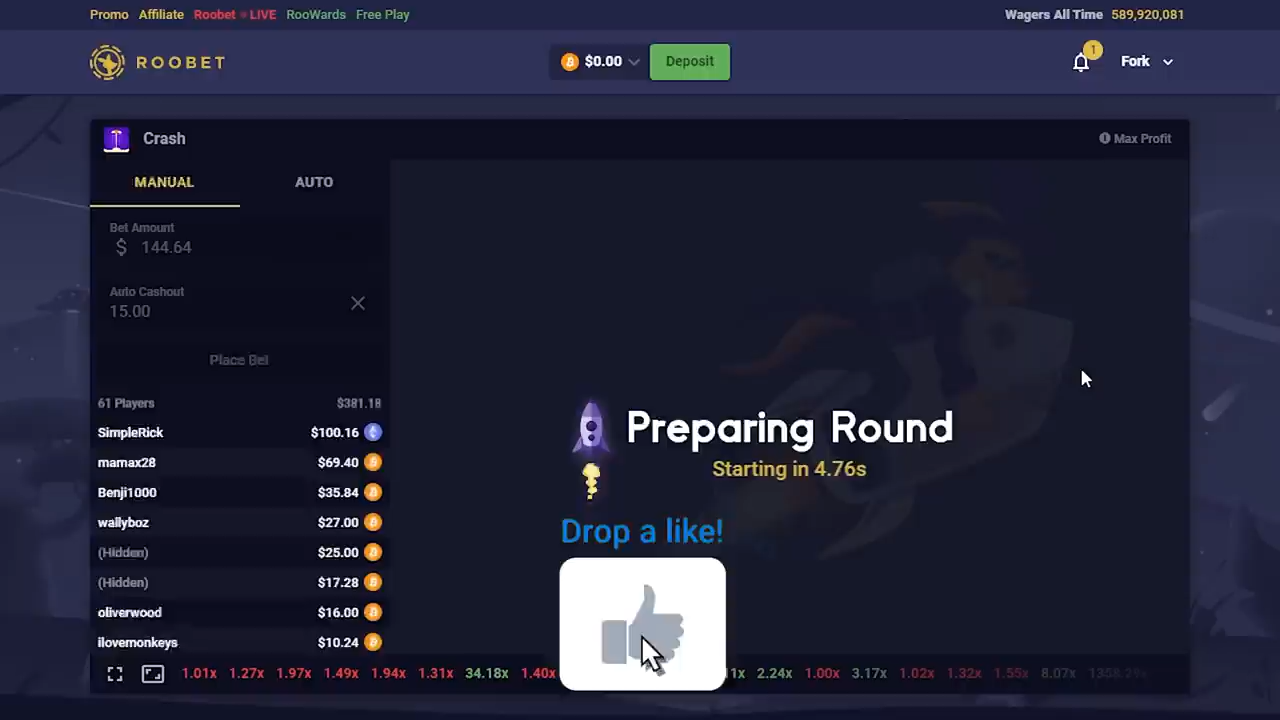 Promo Affiliate Roobet • LIVE RooWards Free Play Wagers All Time 589,920,081
ROOBET $0.00 Deposit 1 Fork
Crash Max Profit
MANUAL AUTO
Bet Amount
$ 144.64
Auto Cashout
15.00
Place Bet
61 Players $381.18
SimpleRick $100.16
mamax28 $69.40
Benji1000 $35.84
wallyboz $27.00
(Hidden) $25.00
(Hidden) $17.28
oliverwood $16.00
ilovemonkeys $10.24
Preparing Round
Starting in 4.76s
Drop a like!
1.01x 1.27x 1.97x 1.49x 1.94x 1.31x 34.18x 1.40x 2.24x 1.00x 3.17x 1.02x 1.32x 1.55x 8.07x